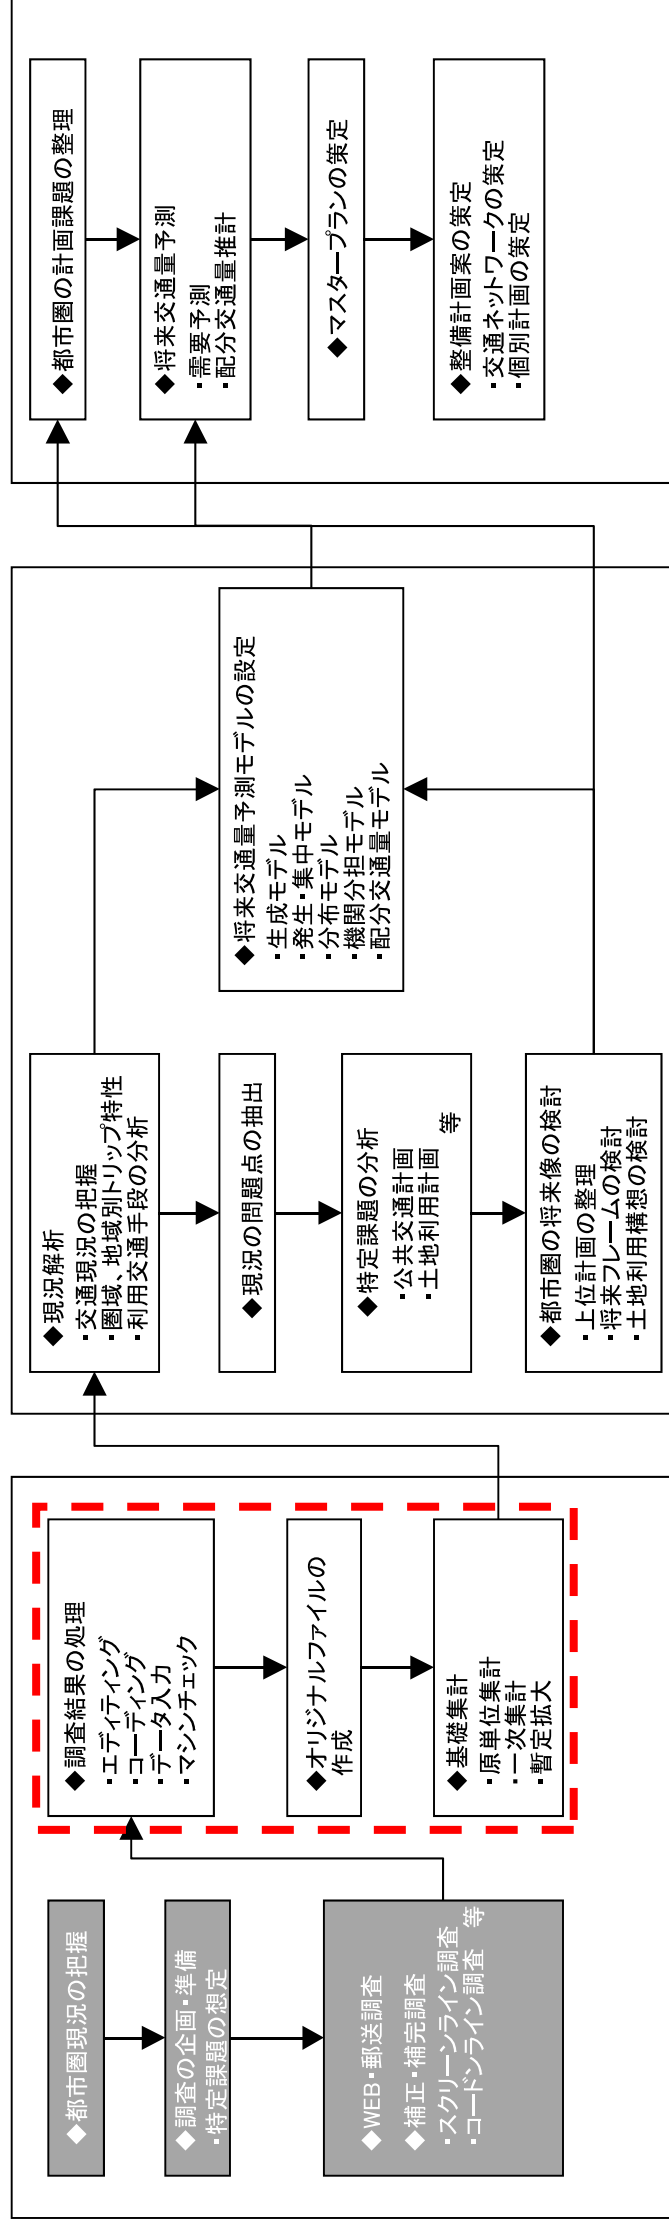 ◆都市圏現況の把握
◆調査の企画・準備
・特定課題の想定
◆WEB・郵送調査
◆補正・補完調査
・スクリーンライン調査
・コードンライン調査 等
◆調査結果の処理
・エディティング
・コーディング
・データ入力
・マシンチェック
◆オリジナルファイルの
作成
◆基礎集計
・原単位集計
・一次集計
・暫定拡大
◆現況解析
・交通現況の把握
・圏域、地域別トリップ特性
・利用交通手段の分析
◆現況の問題点の抽出
◆特定課題の分析
・公共交通計画
・土地利用計画 等
◆都市圏の将来像の検討
・上位計画の整理
・将来フレームの検討
・土地利用構想の検討
◆将来交通量予測モデルの設定
・生成モデル
・発生・集中モデル
・分布モデル
・機関分担モデル
・配分交通量モデル
◆都市圏の計画課題の整理
◆将来交通量予測
・需要予測
・配分交通量推計
◆マスタープランの策定
◆整備計画案の策定
・交通ネットワークの策定
・個別計画の策定